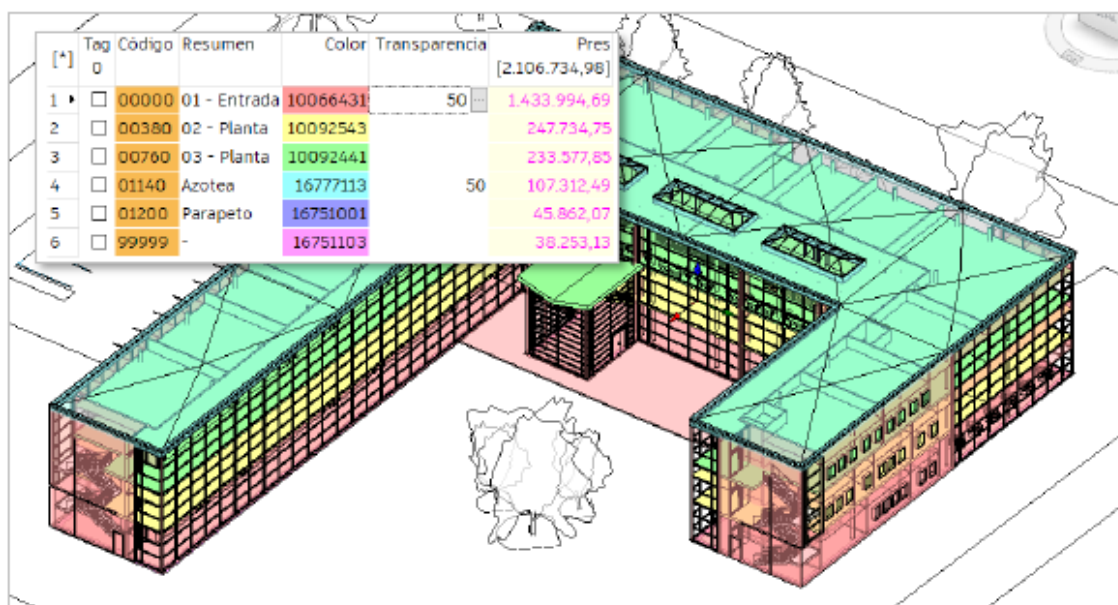 [*] Tag Código Resumen Color Transparencia Pres
0 [2.106.734,98]
1 00000 01 - Entrada 10066431 50 ... 1.433.994,69
2 00380 02 - Planta 10092543 247.734,75
3 00760 03 - Planta 10092441 233.577,85
4 01140 Azotea 16777113 50 107.312,49
5 01200 Parapeto 16751001 45.862,07
6 99999 - 16751103 38.253,13